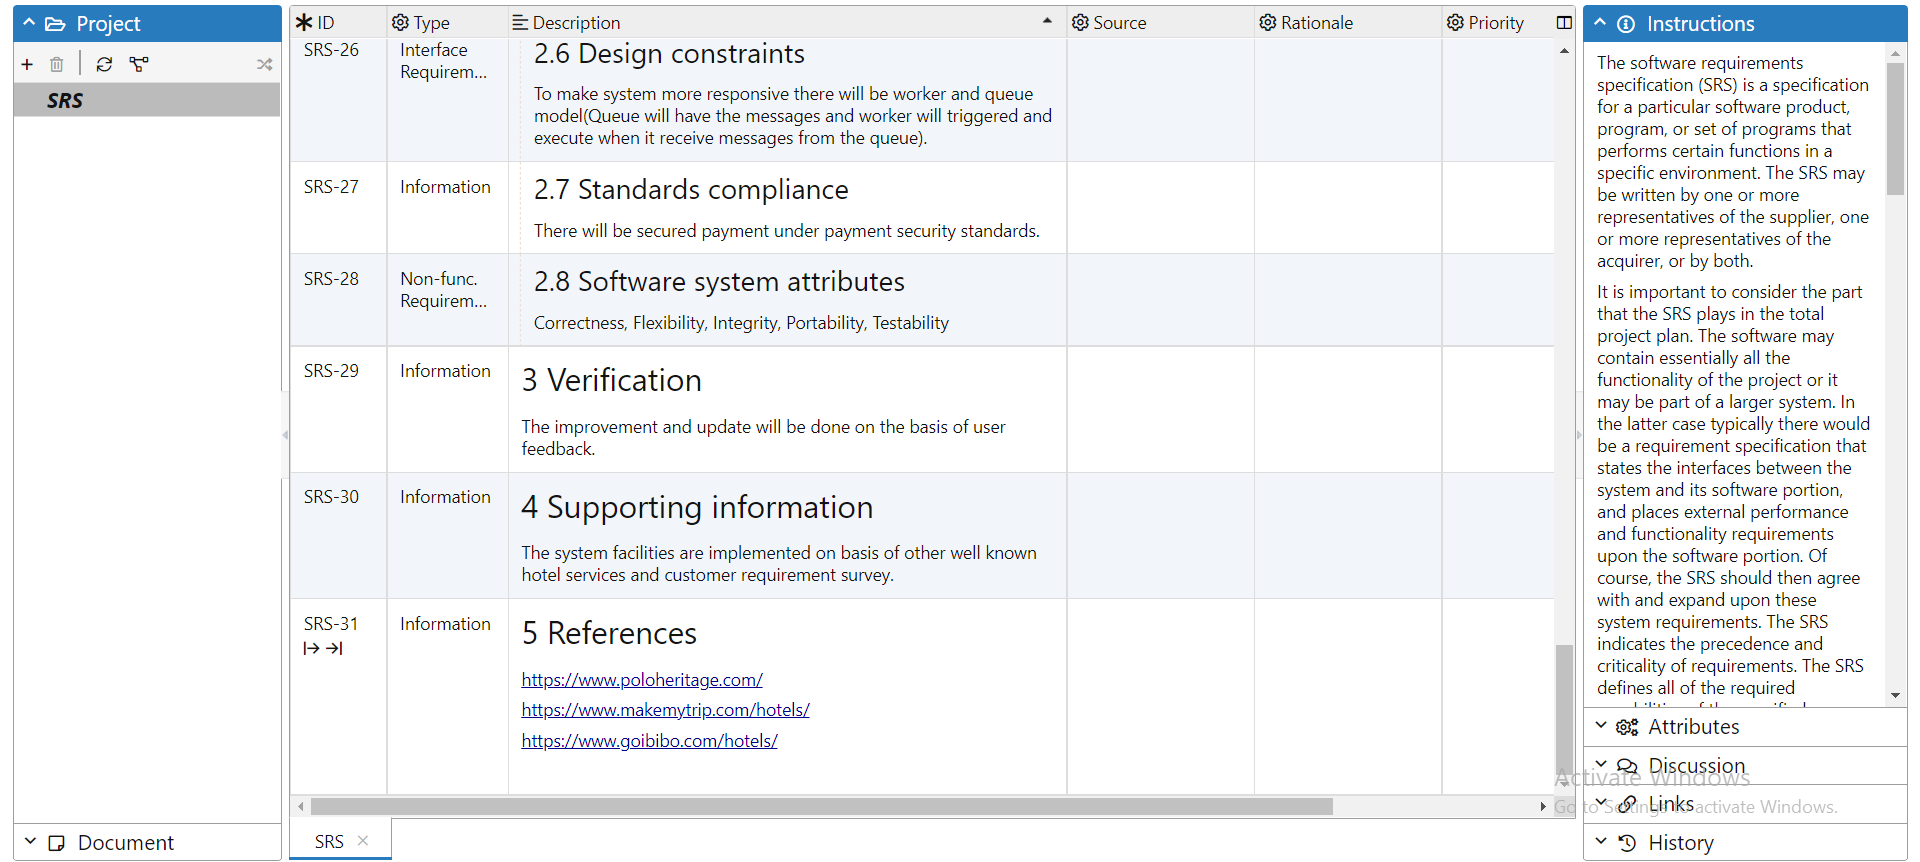 Project
SRS
Document
ID Type Description Source Rationale Priority
SRS-26
Interface
Requirem...
2.6 Design constraints
To make system more responsive there will be worker and queue
model(Queue will have the messages and worker will triggered and
execute when it receive messages from the queue).
SRS-27
Information
2.7 Standards compliance
There will be secured payment under payment security standards.
SRS-28
Non-func.
Requirem...
2.8 Software system attributes
Correctness, Flexibility, Integrity, Portability, Testability
SRS-29
Information
3 Verification
The improvement and update will be done on the basis of user
feedback.
SRS-30
Information
4 Supporting information
The system facilities are implemented on basis of other well known
hotel services and customer requirement survey.
SRS-31
Information
5 References
https://www.poloheritage.com/
https://www.makemytrip.com/hotels/
https://www.goibibo.com/hotels/
SRS
Instructions
The software requirements
specification (SRS) is a specification
for a particular software product,
program, or set of programs that
performs certain functions in a
specific environment. The SRS may
be written by one or more
representatives of the supplier, one
or more representatives of the
acquirer, or by both.
It is important to consider the part
that the SRS plays in the total
project plan. The software may
contain essentially all the
functionality of the project or it
may be part of a larger system. In
the latter case typically there would
be a requirement specification that
states the interfaces between the
system and its software portion,
and places external performance
and functionality requirements
upon the software portion. Of
course, the SRS should then agree
with and expand upon these
system requirements. The SRS
indicates the precedence and
criticality of requirements. The SRS
defines all of the required
Attributes
Discussion
Activate Windows
Links
Go to Settings to activate Windows.
History